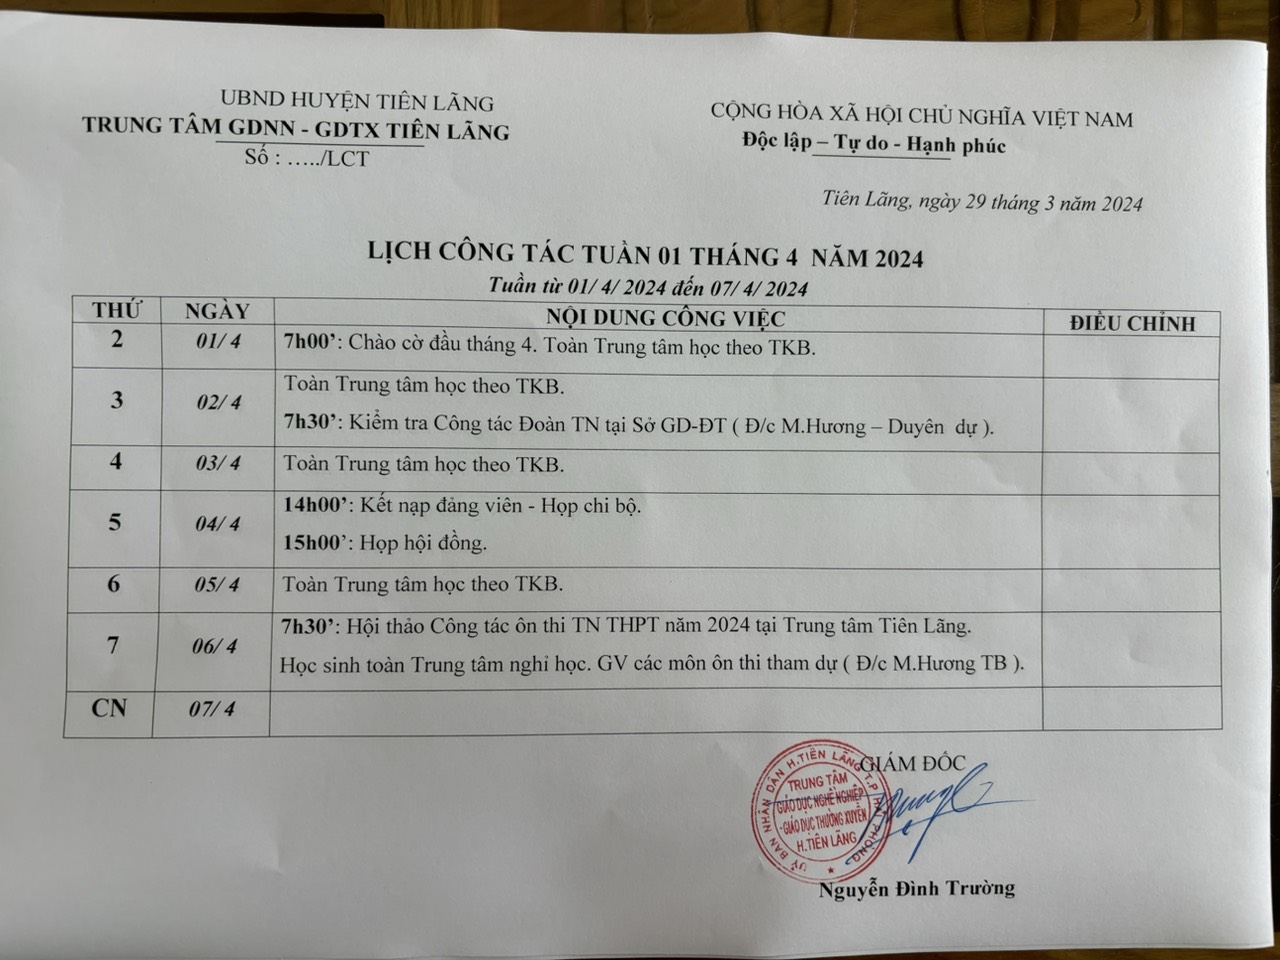 UBND HUYỆN TIÊN LÃNG
TRUNG TÂM GDNN - GDTX TIÊN LÃNG
Số : ...../LCT
CỘNG HÒA XÃ HỘI CHỦ NGHĨA VIỆT NAM
Độc lập – Tự do - Hạnh phúc
Tiên Lãng, ngày 29 tháng 3 năm 2024
LỊCH CÔNG TÁC TUẦN 01 THÁNG 4 NĂM 2024
Tuần từ 01/ 4/ 2024 đến 07/ 4/ 2024
THỨ NGÀY NỘI DUNG CÔNG VIỆC ĐIỀU CHỈNH
2 01/ 4 7h00’: Chào cờ đầu tháng 4. Toàn Trung tâm học theo TKB.
3 02/ 4 Toàn Trung tâm học theo TKB.
7h30’: Kiểm tra Công tác Đoàn TN tại Sở GD-ĐT ( Đ/c M.Hương – Duyên dự ).
4 03/ 4 Toàn Trung tâm học theo TKB.
5 04/ 4 14h00’: Kết nạp đảng viên - Họp chi bộ.
15h00’: Họp hội đồng.
6 05/ 4 Toàn Trung tâm học theo TKB.
7 06/ 4 7h30’: Hội thảo Công tác ôn thi TN THPT năm 2024 tại Trung tâm Tiên Lãng.
Học sinh toàn Trung tâm nghỉ học. GV các môn ôn thi tham dự ( Đ/c M.Hương TB ).
CN 07/ 4
GIÁM ĐỐC
ỦY BAN NHÂN DÂN H.TIÊN LÃNG T.P HẢI PHÒNG
TRUNG TÂM
GIÁO DỤC NGHỀ NGHIỆP
- GIÁO DỤC THƯỜNG XUYÊN
H.TIÊN LÃNG
Nguyễn Đình Trường